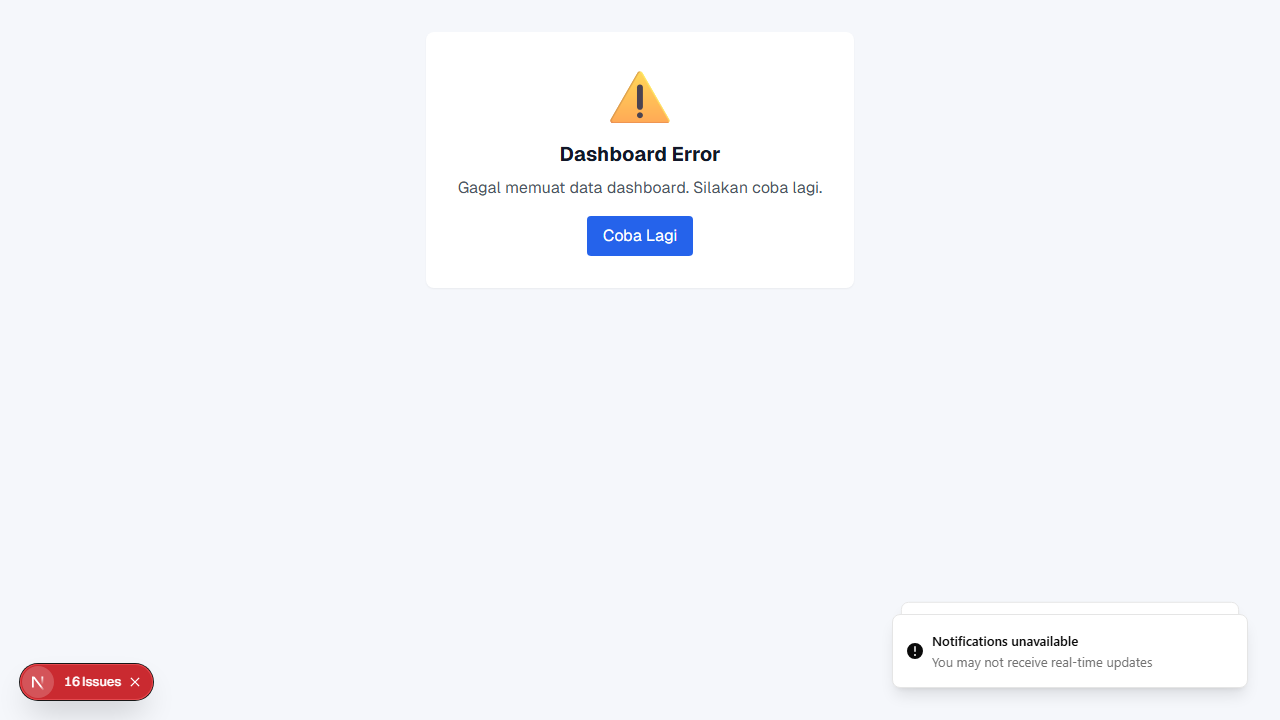 Dashboard Error
Gagal memuat data dashboard. Silakan coba lagi.
Coba Lagi
Notifications unavailable
You may not receive real-time updates
N
16 Issues